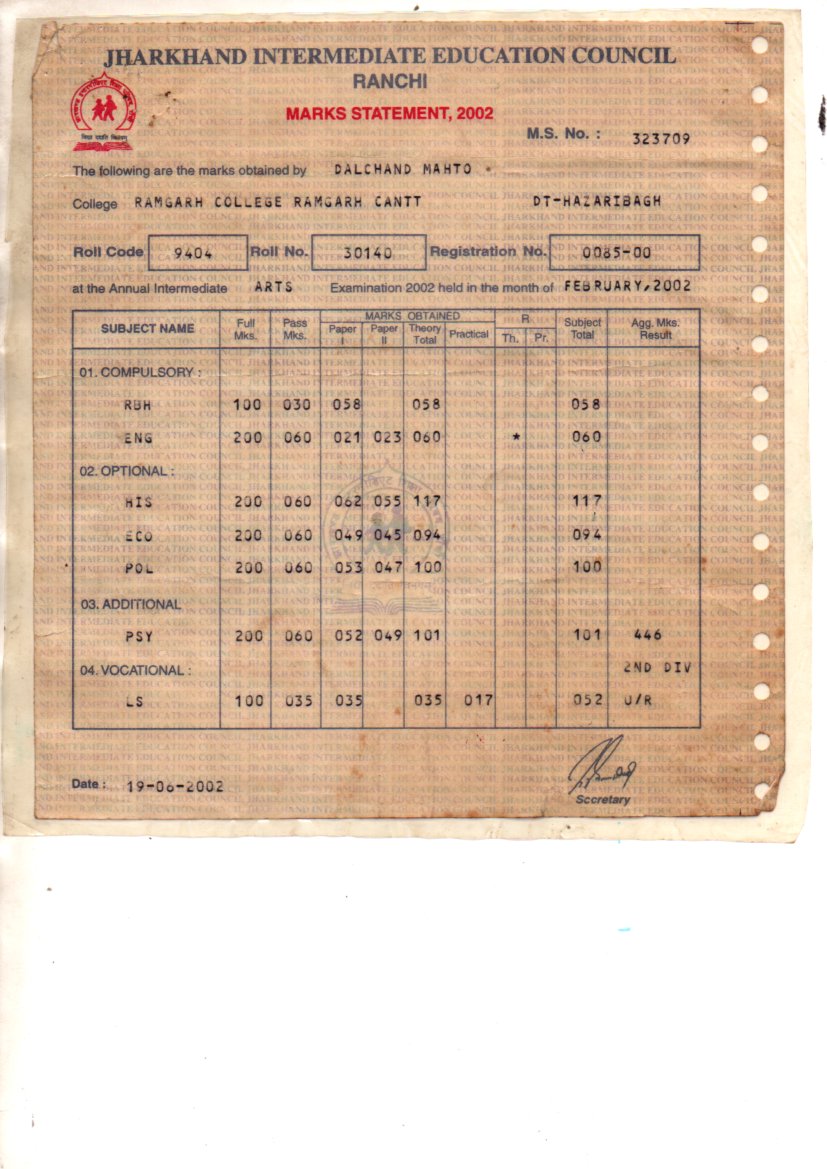 JHARKHAND INTERMEDIATE EDUCATION COUNCIL
RANCHI
MARKS STATEMENT, 2002
M.S. No. : 323709
The following are the marks obtained by DALCHAND MAHTO
College RAMGARH COLLEGE RAMGARH CANTT DT-HAZARIBAGH
Roll Code 9404 Roll No. 30140 Registration No. 0085-00
at the Annual Intermediate ARTS Examination 2002 held in the month of FEBRUARY,2002
SUBJECT NAME Full Mks. Pass Mks. MARKS OBTAINED Paper I Paper II Theory Total Practical R Th. Pr. Subject Total Agg. Mks. Result
01. COMPULSORY :
RBH 100 030 058 058 058
ENG 200 060 021 023 060 * 060
02. OPTIONAL :
HIS 200 060 062 055 117 117
ECO 200 060 049 045 094 094
POL 200 060 053 047 100 100
03. ADDITIONAL
PSY 200 060 052 049 101 101 446
04. VOCATIONAL : 2ND DIV
LS 100 035 035 035 017 052 U/R
Date : 19-06-2002
Secretary